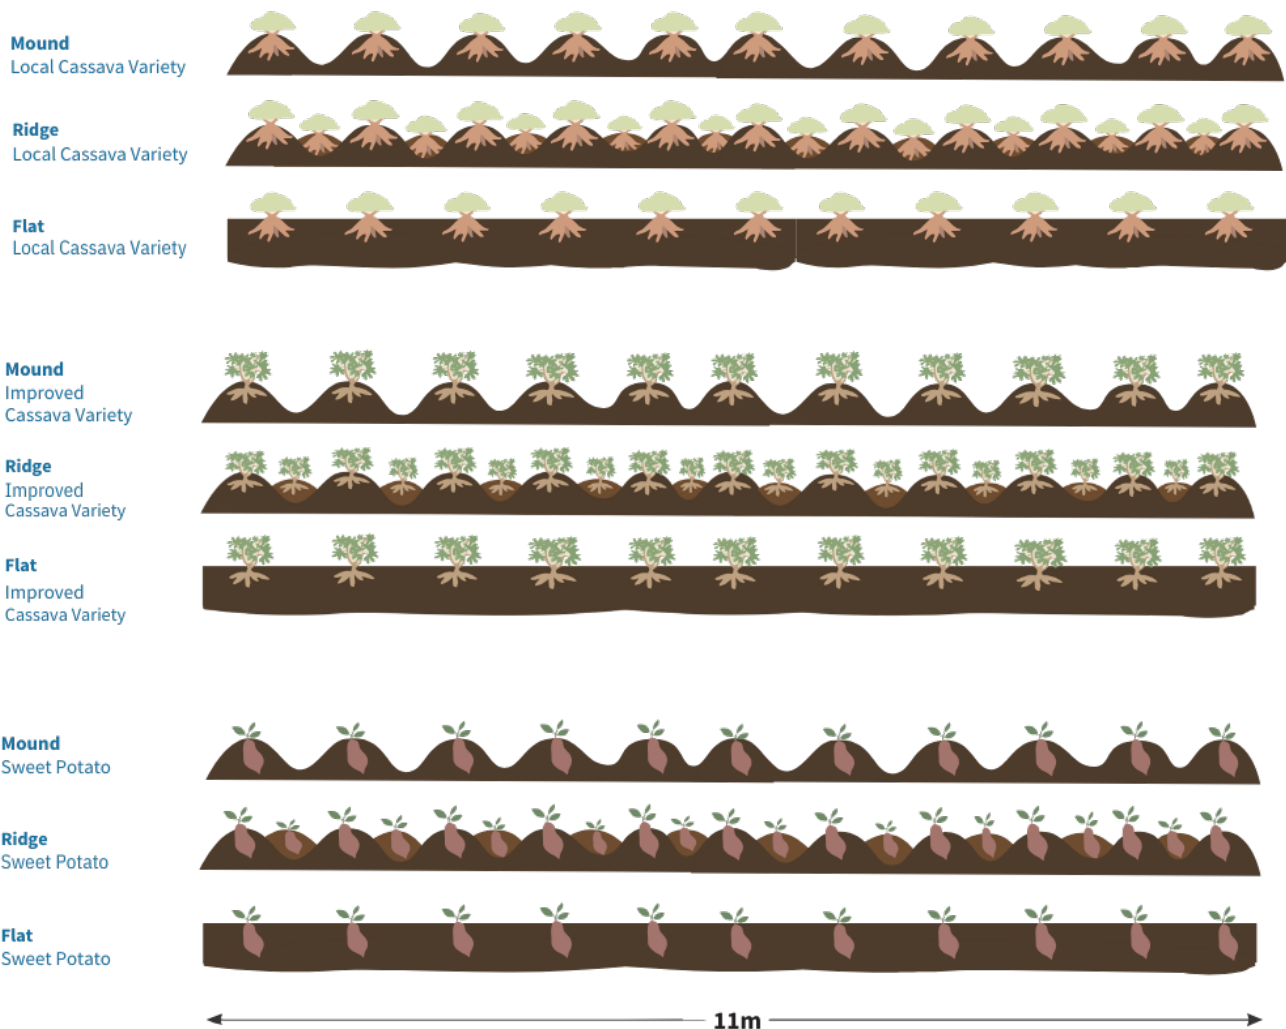 Mound
Local Cassava Variety
Ridge
Local Cassava Variety
Flat
Local Cassava Variety
Mound
Improved
Cassava Variety
Ridge
Improved
Cassava Variety
Flat
Improved
Cassava Variety
Mound
Sweet Potato
Ridge
Sweet Potato
Flat
Sweet Potato
11m